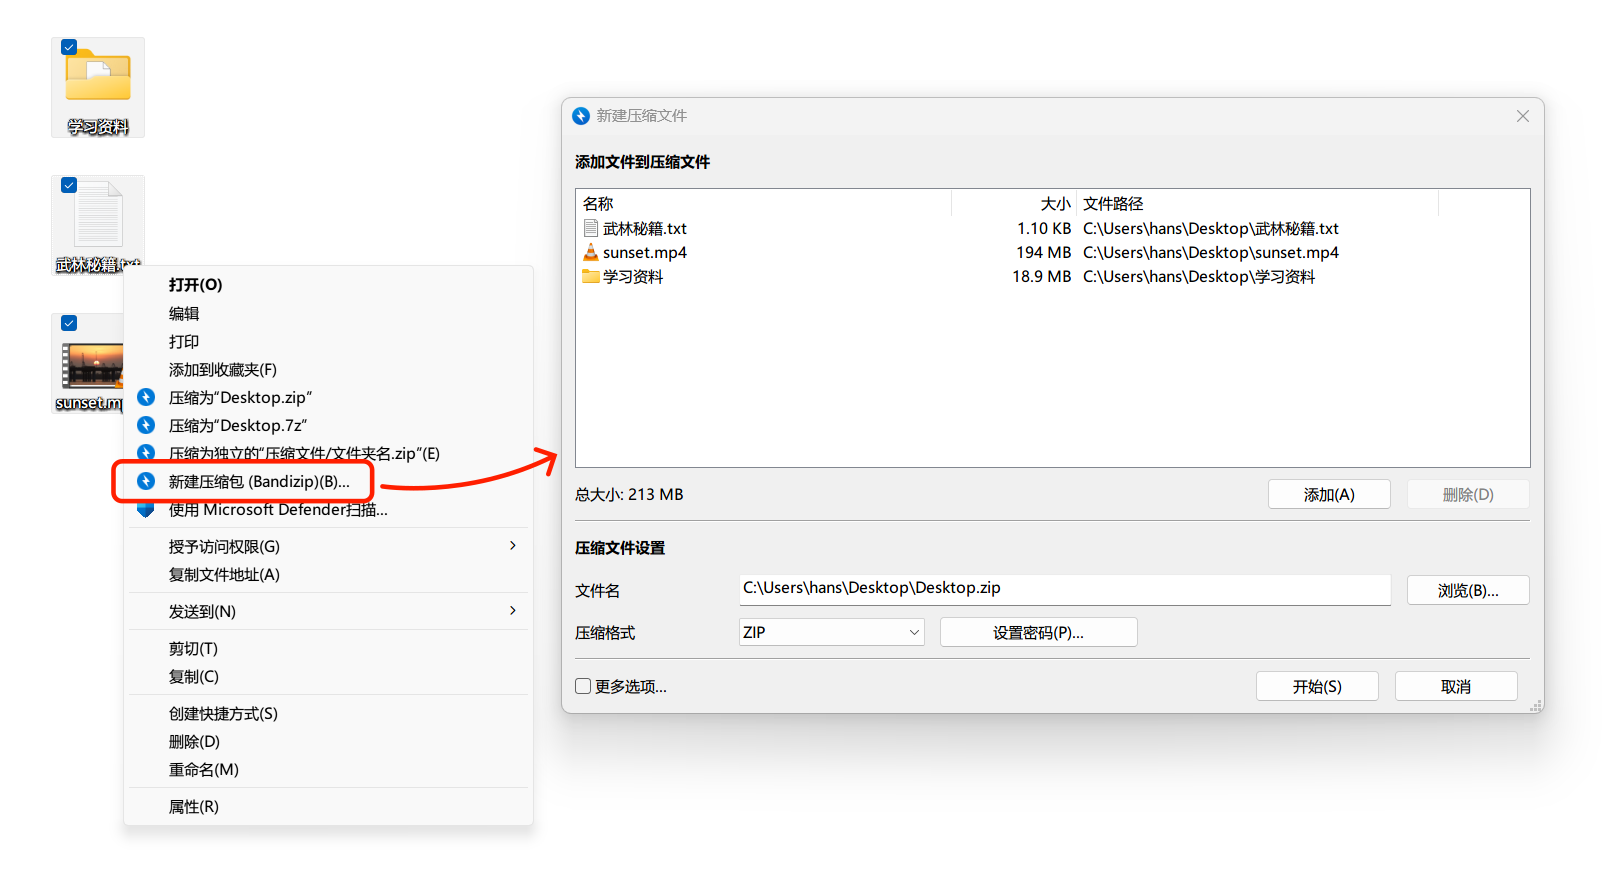 学习资料
武林秘籍.txt
sunset.mp
打开(O)
编辑
打印
添加到收藏夹(F)
压缩为“Desktop.zip”
压缩为“Desktop.7z”
压缩为独立的“压缩文件/文件夹名.zip”(E)
新建压缩包 (Bandizip)(B)...
使用 Microsoft Defender扫描...
授予访问权限(G)
复制文件地址(A)
发送到(N)
剪切(T)
复制(C)
创建快捷方式(S)
删除(D)
重命名(M)
属性(R)
新建压缩文件
添加文件到压缩文件
名称 大小 文件路径
武林秘籍.txt 1.10 KB C:\Users\hans\Desktop\武林秘籍.txt
sunset.mp4 194 MB C:\Users\hans\Desktop\sunset.mp4
学习资料 18.9 MB C:\Users\hans\Desktop\学习资料
总大小: 213 MB 添加(A) 删除(D)
压缩文件设置
文件名 C:\Users\hans\Desktop\Desktop.zip 浏览(B)...
压缩格式 ZIP 设置密码(P)...
更多选项... 开始(S) 取消